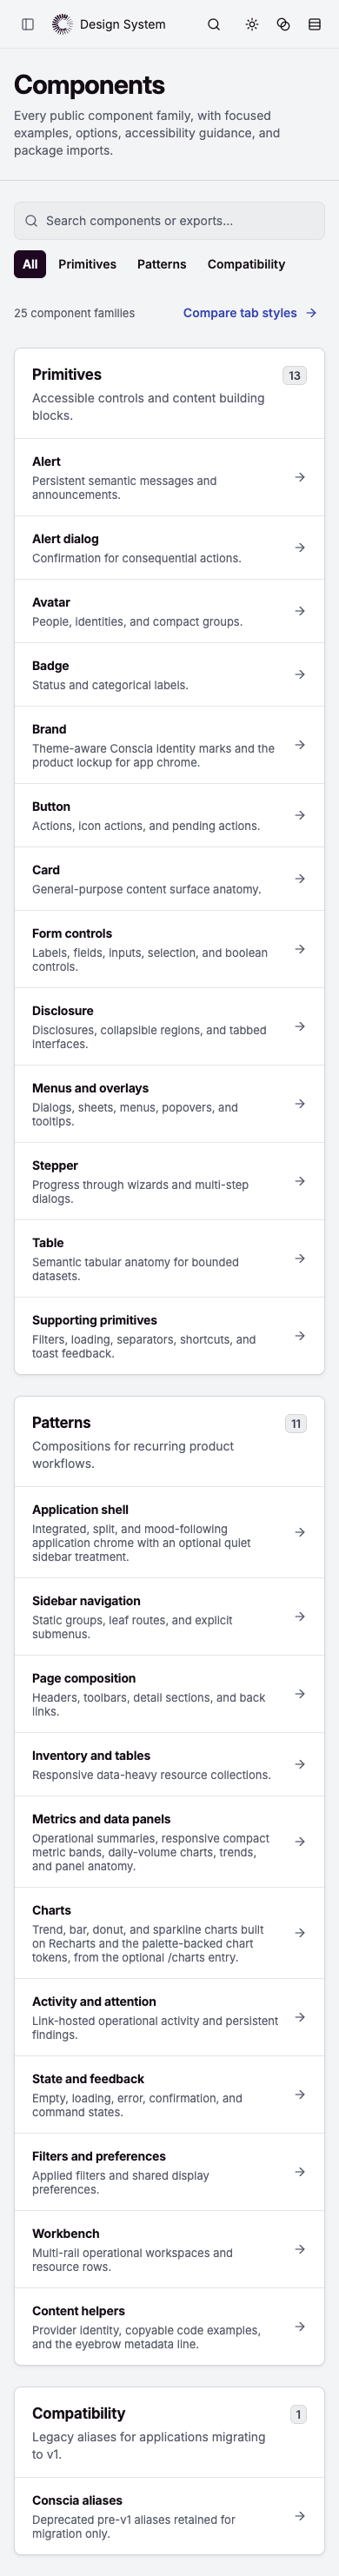 Design System
Components
Every public component family, with focused
examples, options, accessibility guidance, and
package imports.
Search components or exports...
All Primitives Patterns Compatibility
25 component families Compare tab styles
Primitives 13
Accessible controls and content building
blocks.
Alert
Persistent semantic messages and
announcements.
Alert dialog
Confirmation for consequential actions.
Avatar
People, identities, and compact groups.
Badge
Status and categorical labels.
Brand
Theme-aware Conscia identity marks and the
product lockup for app chrome.
Button
Actions, icon actions, and pending actions.
Card
General-purpose content surface anatomy.
Form controls
Labels, fields, inputs, selection, and boolean
controls.
Disclosure
Disclosures, collapsible regions, and tabbed
interfaces.
Menus and overlays
Dialogs, sheets, menus, popovers, and
tooltips.
Stepper
Progress through wizards and multi-step
dialogs.
Table
Semantic tabular anatomy for bounded
datasets.
Supporting primitives
Filters, loading, separators, shortcuts, and
toast feedback.
Patterns 11
Compositions for recurring product
workflows.
Application shell
Integrated, split, and mood-following
application chrome with an optional quiet
sidebar treatment.
Sidebar navigation
Static groups, leaf routes, and explicit
submenus.
Page composition
Headers, toolbars, detail sections, and back
links.
Inventory and tables
Responsive data-heavy resource collections.
Metrics and data panels
Operational summaries, responsive compact
metric bands, daily-volume charts, trends,
and panel anatomy.
Charts
Trend, bar, donut, and sparkline charts built
on Recharts and the palette-backed chart
tokens, from the optional /charts entry.
Activity and attention
Link-hosted operational activity and persistent
findings.
State and feedback
Empty, loading, error, confirmation, and
command states.
Filters and preferences
Applied filters and shared display
preferences.
Workbench
Multi-rail operational workspaces and
resource rows.
Content helpers
Provider identity, copyable code examples,
and the eyebrow metadata line.
Compatibility 1
Legacy aliases for applications migrating
to v1.
Conscia aliases
Deprecated pre-v1 aliases retained for
migration only.